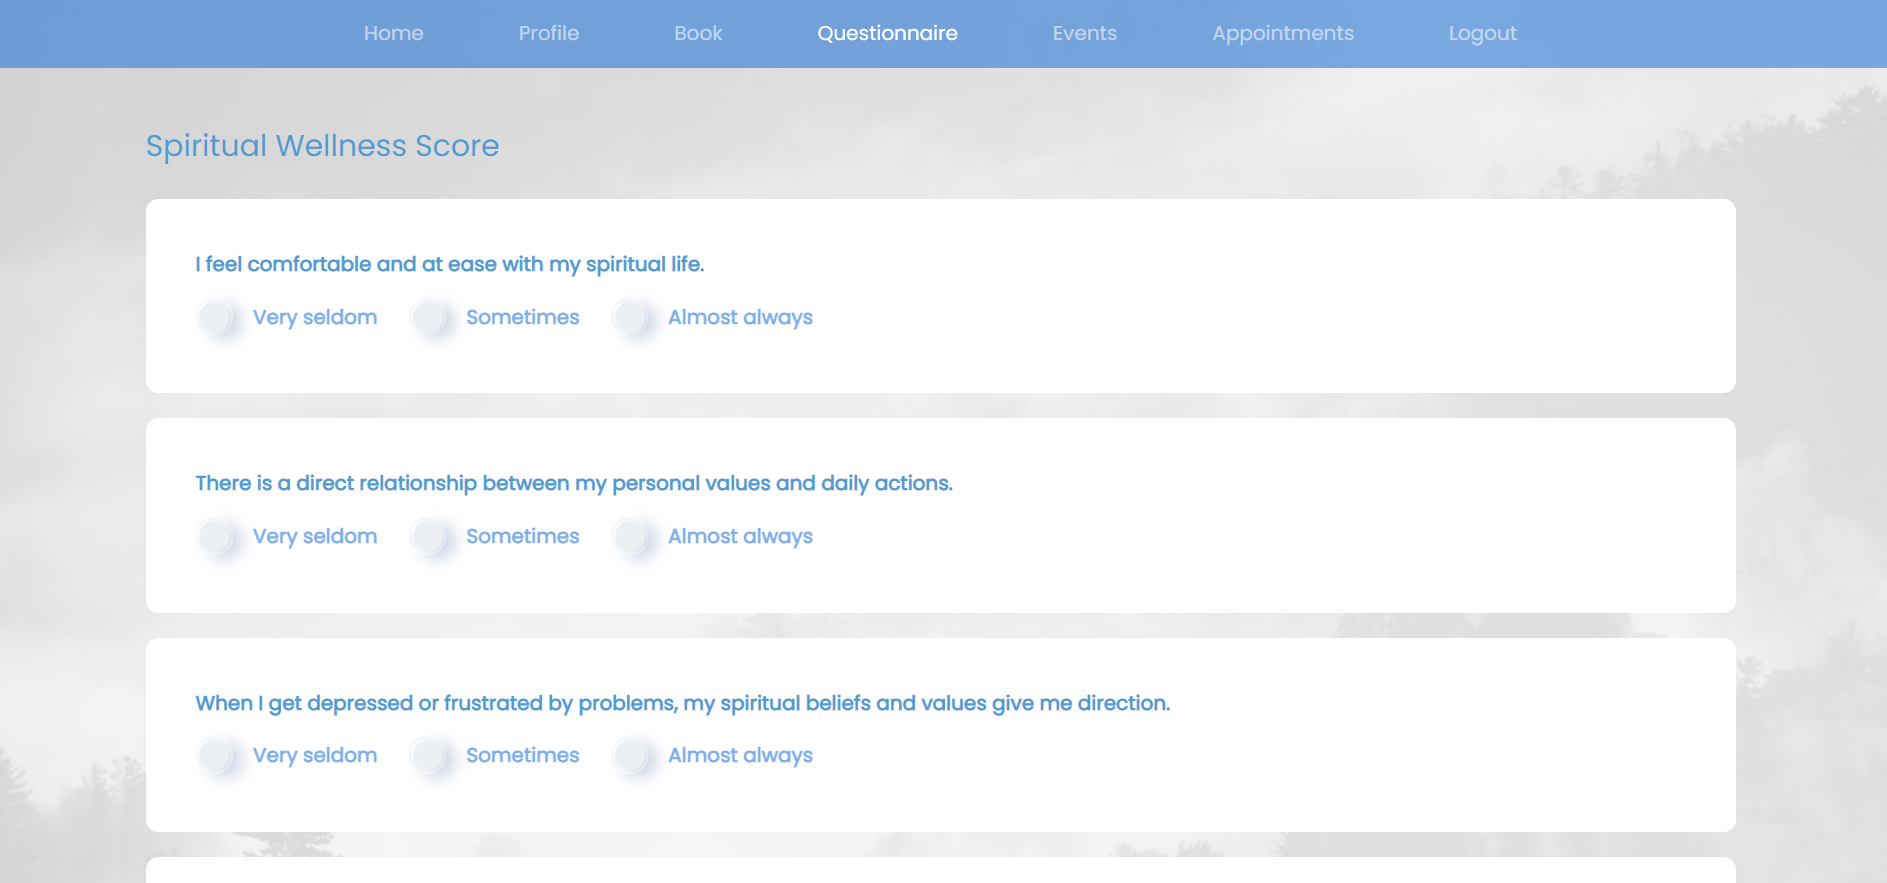 Home Profile Book Questionnaire Events Appointments Logout
Spiritual Wellness Score
I feel comfortable and at ease with my spiritual life.
Very seldom Sometimes Almost always
There is a direct relationship between my personal values and daily actions.
Very seldom Sometimes Almost always
When I get depressed or frustrated by problems, my spiritual beliefs and values give me direction.
Very seldom Sometimes Almost always